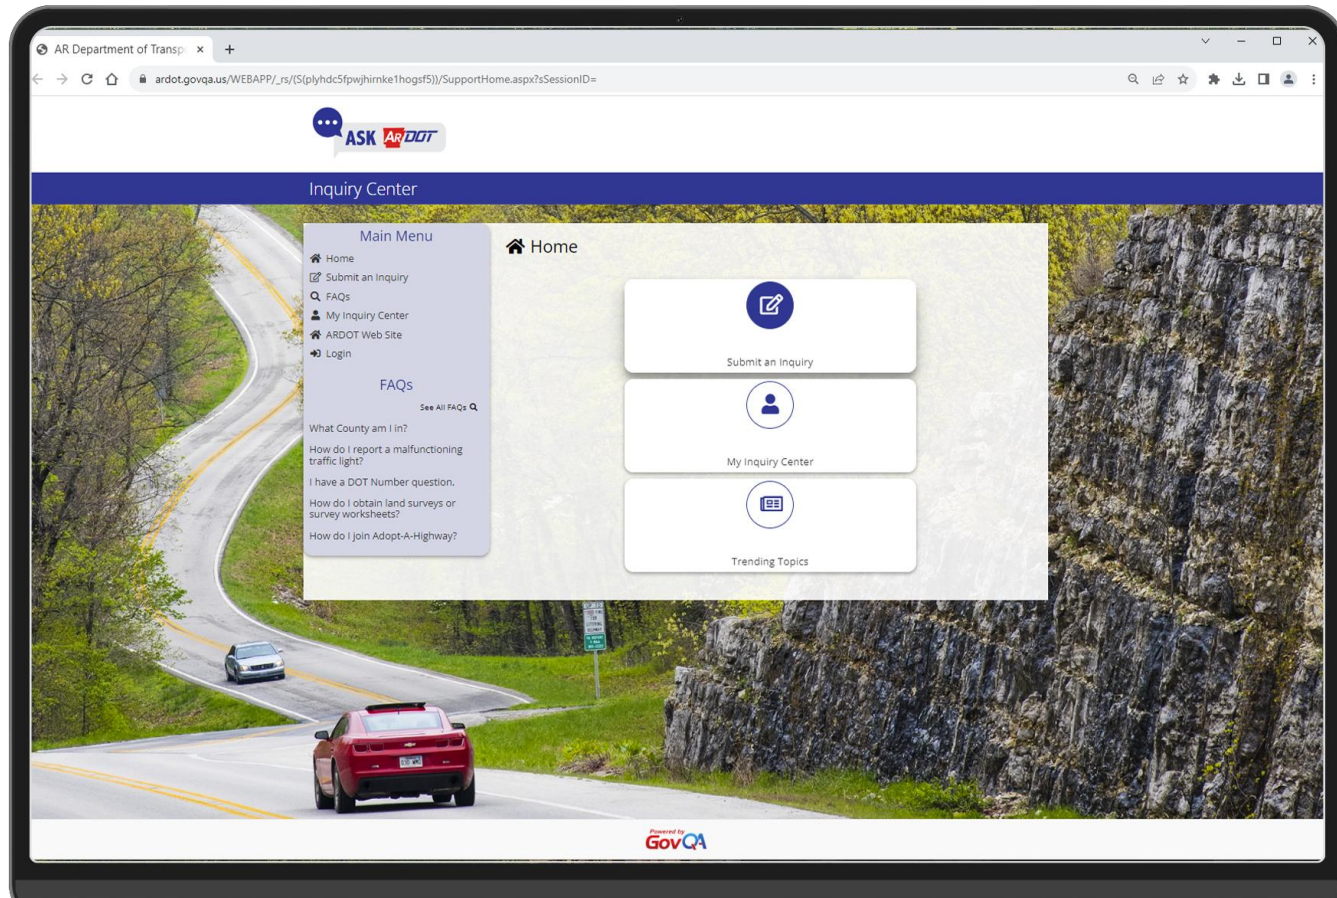 AR Department of Transp
ardot.govqa.us/WEBAPP/_rs/(S(plyhdc5fpwjhirnke1hogsf5))/SupportHome.aspx?sSessionID=
ASK ARDOT
Inquiry Center
Main Menu
Home
Submit an Inquiry
FAQs
My Inquiry Center
ARDOT Web Site
Login
FAQs
See All FAQs
What County am I in?
How do I report a malfunctioning
traffic light?
I have a DOT Number question.
How do I obtain land surveys or
survey worksheets?
How do I join Adopt-A-Highway?
Home
Submit an Inquiry
My Inquiry Center
Trending Topics
Powered by
GovQA